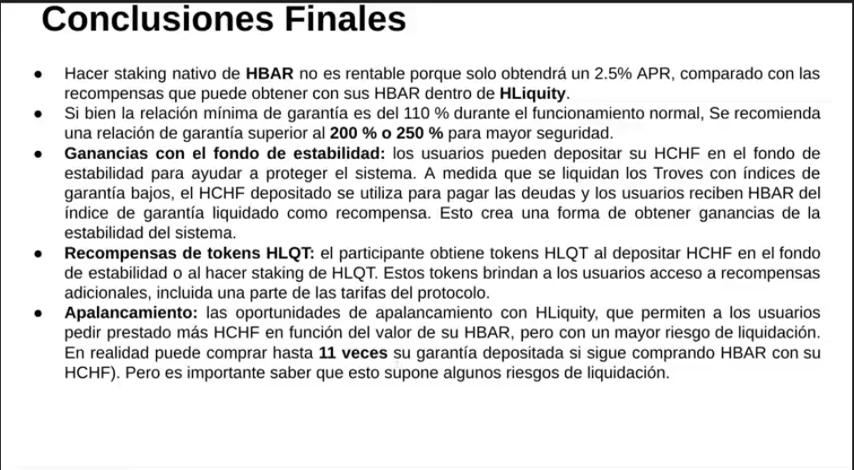 Conclusiones Finales
● Hacer staking nativo de HBAR no es rentable porque solo obtendrá un 2.5% APR, comparado con las
recompensas que puede obtener con sus HBAR dentro de HLiquity.
● Si bien la relación mínima de garantía es del 110 % durante el funcionamiento normal, Se recomienda
una relación de garantía superior al 200 % o 250 % para mayor seguridad.
● Ganancias con el fondo de estabilidad: los usuarios pueden depositar su HCHF en el fondo de
estabilidad para ayudar a proteger el sistema. A medida que se liquidan los Troves con índices de
garantía bajos, el HCHF depositado se utiliza para pagar las deudas y los usuarios reciben HBAR del
índice de garantía liquidado como recompensa. Esto crea una forma de obtener ganancias de la
estabilidad del sistema.
● Recompensas de tokens HLQT: el participante obtiene tokens HLQT al depositar HCHF en el fondo
de estabilidad o al hacer staking de HLQT. Estos tokens brindan a los usuarios acceso a recompensas
adicionales, incluida una parte de las tarifas del protocolo.
● Apalancamiento: las oportunidades de apalancamiento con HLiquity, que permiten a los usuarios
pedir prestado más HCHF en función del valor de su HBAR, pero con un mayor riesgo de liquidación.
En realidad puede comprar hasta 11 veces su garantía depositada si sigue comprando HBAR con su
HCHF). Pero es importante saber que esto supone algunos riesgos de liquidación.